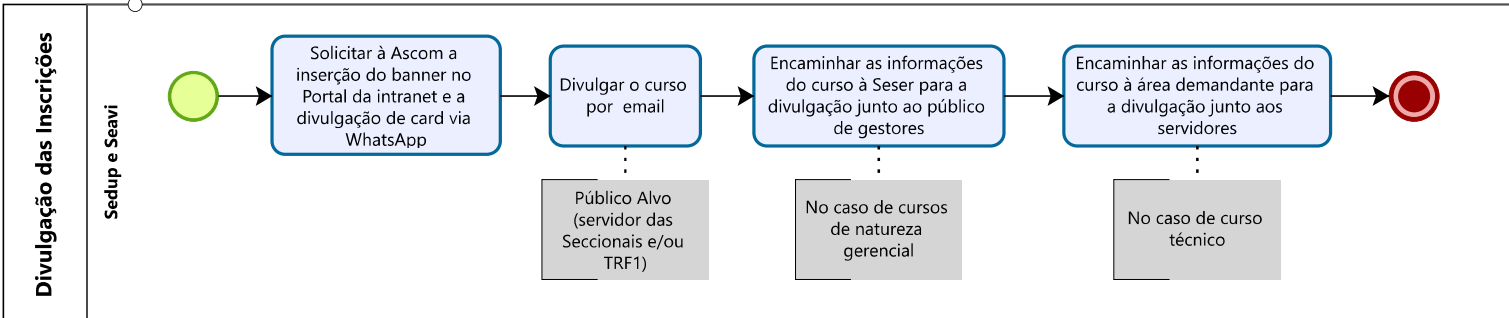 Divulgação das Inscrições
Sedup e Seavi
Solicitar à Ascom a
inserção do banner no
Portal da intranet e a
divulgação de card via
WhatsApp
Divulgar o curso
por email
Encaminhar as informações
do curso à Seser para a
divulgação junto ao público
de gestores
Encaminhar as informações do
curso à área demandante para
a divulgação junto aos
servidores
Público Alvo
(servidor das
Seccionais e/ou
TRF1)
No caso de cursos
de natureza
gerencial
No caso de curso
técnico